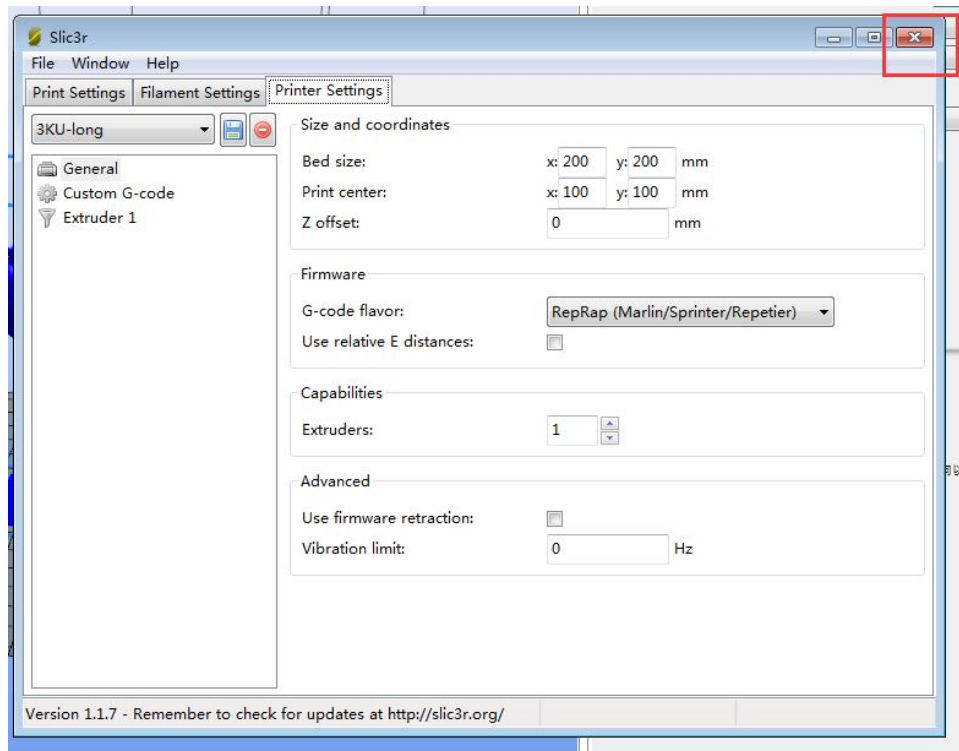 Slic3r
File Window Help
Print Settings Filament Settings Printer Settings
3KU-long
General
Custom G-code
Extruder 1
Size and coordinates
Bed size: x: 200 y: 200 mm
Print center: x: 100 y: 100 mm
Z offset: 0 mm
Firmware
G-code flavor: RepRap (Marlin/Sprinter/Repetier)
Use relative E distances:
Capabilities
Extruders: 1
Advanced
Use firmware retraction:
Vibration limit: 0 Hz
Version 1.1.7 - Remember to check for updates at http://slic3r.org/